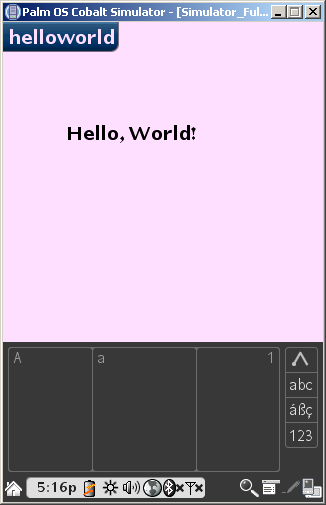 Palm OS Cobalt Simulator - [Simulator_Ful...
helloworld
Hello, World!
A a 1
abc
áßç
123
5:16p